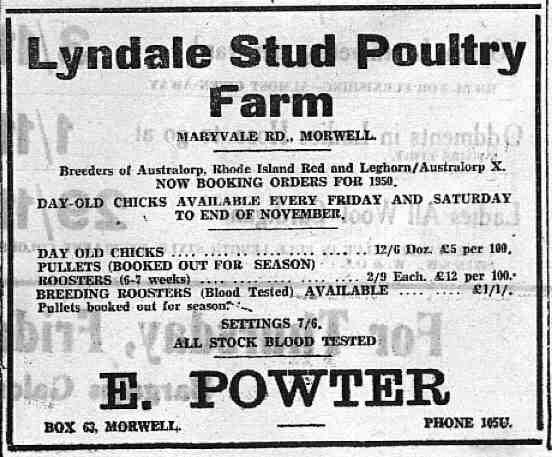 Lyndale Stud Poultry
Farm
MARYVALE RD., MORWELL.
Breeders of Australorp, Rhode Island Red and Leghorn/Australorp X.
NOW BOOKING ORDERS FOR 1950.
DAY-OLD CHICKS AVAILABLE EVERY FRIDAY AND SATURDAY
TO END OF NOVEMBER.
DAY OLD CHICKS .... .... .... .... .... .... 12/6 Doz. £5 per 100.
PULLETS (BOOKED OUT FOR SEASON)
ROOSTERS (6-7 weeks) .... .... .... .... 2/9 Each. £12 per 100.
BREEDING ROOSTERS (Blood Tested) AVAILABLE .... .... £1/1/.
Pullets booked out for season.
SETTINGS 7/6.
ALL STOCK BLOOD TESTED
E. POWTER
BOX 63, MORWELL. PHONE 105U.